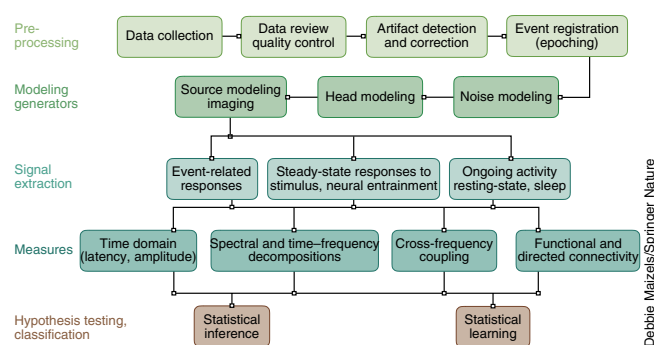 Pre-
processing
Data collection
Data review
quality control
Artifact detection
and correction
Event registration
(epoching)
Modeling
generators
Source modeling
imaging
Head modeling
Noise modeling
Signal
extraction
Event-related
responses
Steady-state responses to
stimulus, neural entrainment
Ongoing activity
resting-state, sleep
Measures
Time domain
(latency, amplitude)
Spectral and time–frequency
decompositions
Cross-frequency
coupling
Functional and
directed connectivity
Hypothesis testing,
classification
Statistical
inference
Statistical
learning
Debbie Maizels/Springer Nature